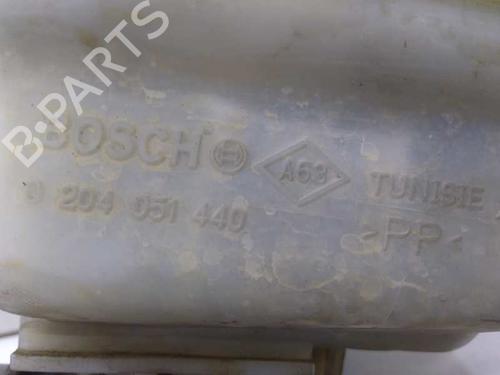 B-PARTS
BOSCH A63 TUNISIE
0 204 051 440 >PP<